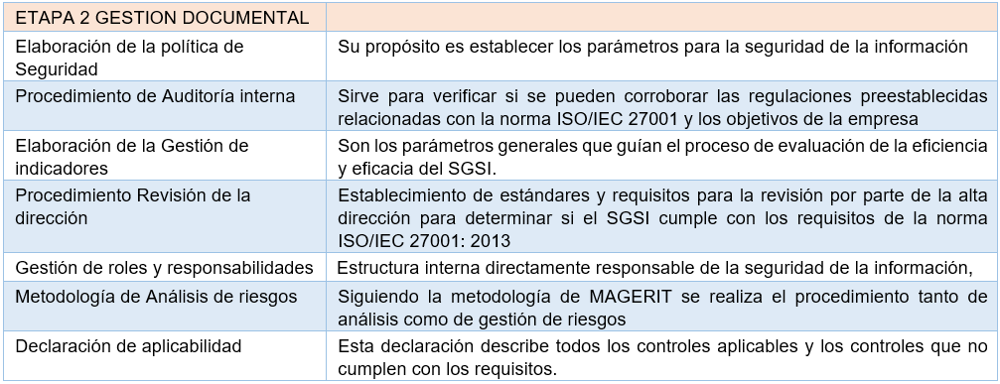 ETAPA 2 GESTION DOCUMENTAL
Elaboración de la política de
Seguridad
Su propósito es establecer los parámetros para la seguridad de la información
Procedimiento de Auditoría interna
Sirve para verificar si se pueden corroborar las regulaciones preestablecidas
relacionadas con la norma ISO/IEC 27001 y los objetivos de la empresa
Elaboración de la Gestión de
indicadores
Son los parámetros generales que guían el proceso de evaluación de la eficiencia
y eficacia del SGSI.
Procedimiento Revisión de la
dirección
Establecimiento de estándares y requisitos para la revisión por parte de la alta
dirección para determinar si el SGSI cumple con los requisitos de la norma
ISO/IEC 27001: 2013
Gestión de roles y responsabilidades
Estructura interna directamente responsable de la seguridad de la información,
Metodología de Análisis de riesgos
Siguiendo la metodología de MAGERIT se realiza el procedimiento tanto de
análisis como de gestión de riesgos
Declaración de aplicabilidad
Esta declaración describe todos los controles aplicables y los controles que no
cumplen con los requisitos.